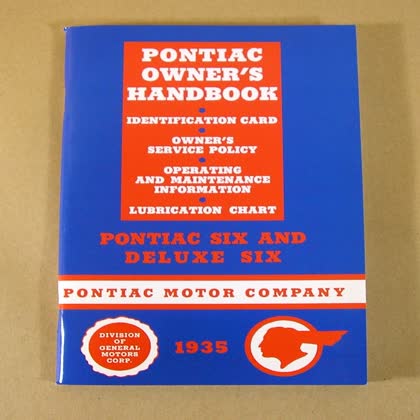 PONTIAC
OWNER'S
HANDBOOK
IDENTIFICATION CARD
OWNER'S
SERVICE POLICY
OPERATING
AND MAINTENANCE
INFORMATION
LUBRICATION CHART
PONTIAC SIX AND
DELUXE SIX
PONTIAC MOTOR COMPANY
DIVISION
OF
GENERAL
MOTORS
CORP.
1935